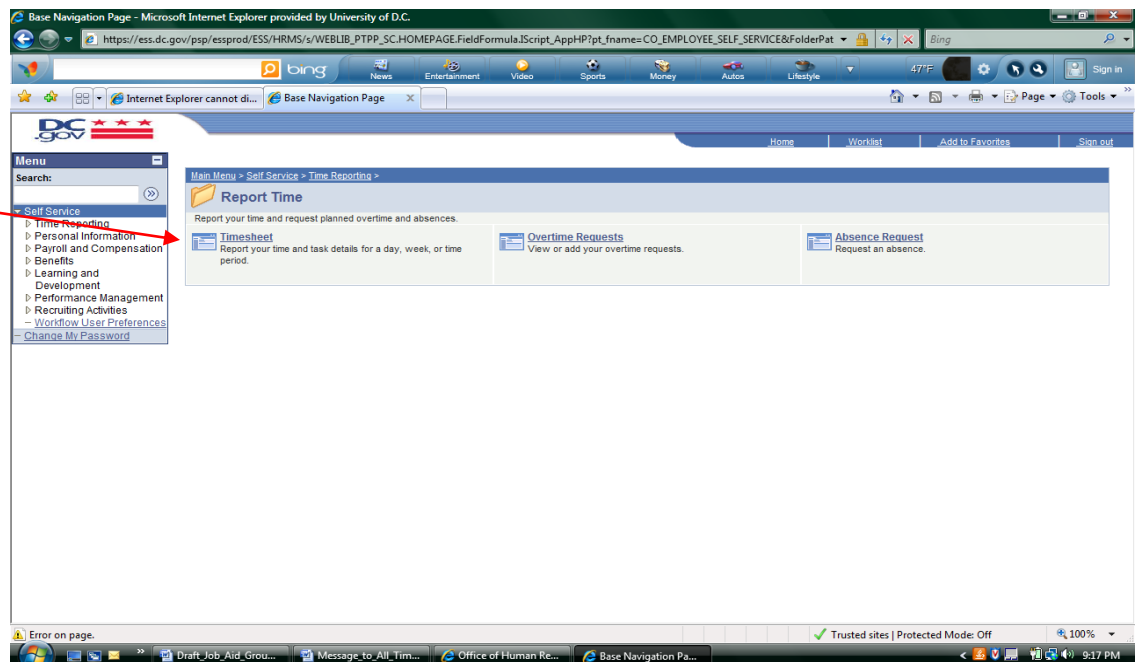 Base Navigation Page - Microsoft Internet Explorer provided by University of D.C.
https://ess.dc.gov/psp/essprod/ESS/HRMS/s/WEBLIB_PTPP_SC.HOMEPAGE.FieldFormula.IScript_AppHP?pt_fname=CO_EMPLOYEE_SELF_SERVICE&FolderPat
Bing
bing News Entertainment Video Sports Money Autos Lifestyle 47°F Sign in
Internet Explorer cannot di... Base Navigation Page X Page Tools
DC
.gov
Home Worklist Add to Favorites Sign out
Menu
Search:
Self Service
Time Reporting
Personal Information
Payroll and Compensation
Benefits
Learning and
Development
Performance Management
Recruiting Activities
Workflow User Preferences
Change My Password
Main Menu > Self Service > Time Reporting >
Report Time
Report your time and request planned overtime and absences.
Timesheet
Report your time and task details for a day, week, or time
period.
Overtime Requests
View or add your overtime requests.
Absence Request
Request an absence.
Error on page. Trusted sites | Protected Mode: Off 100%
Draft_Job_Aid_Grou... Message_to_All_Tim... Office of Human Re... Base Navigation Pa... 9:17 PM